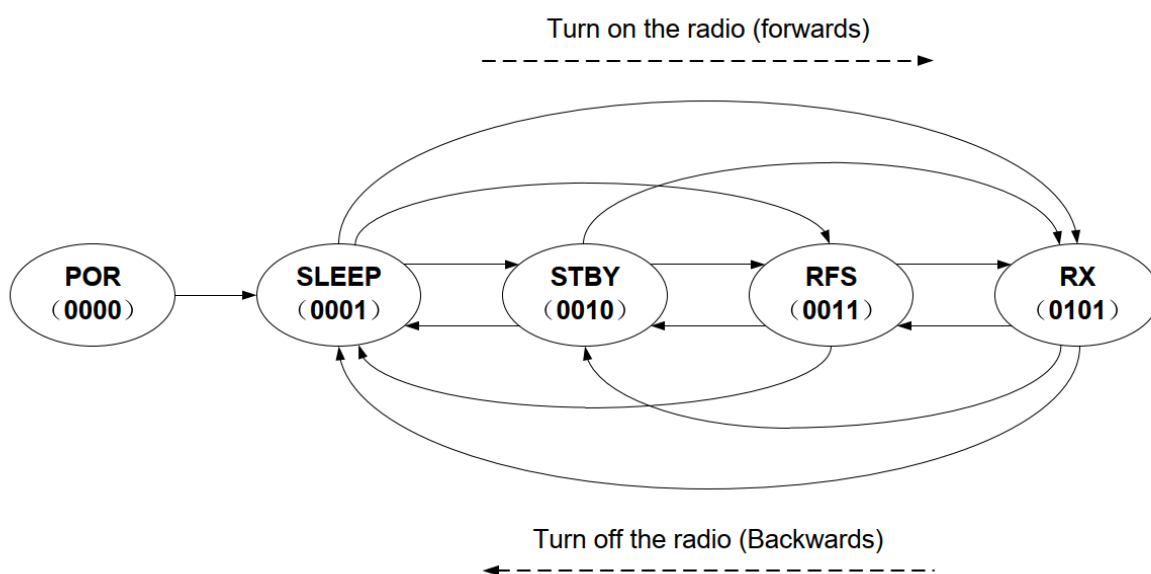 Turn on the radio (forwards)
POR
（0000）
SLEEP
（0001）
STBY
（0010）
RFS
（0011）
RX
（0101）
Turn off the radio (Backwards)